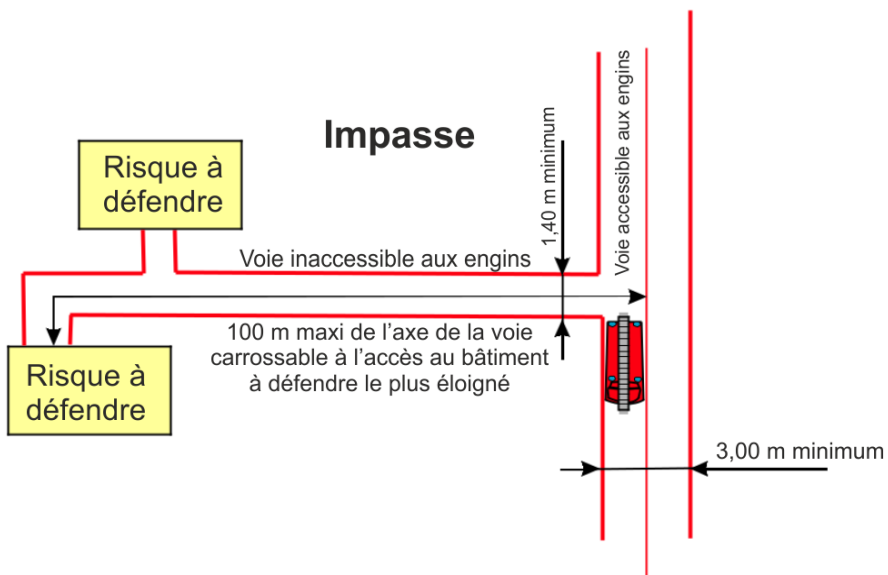 Impasse
Risque à
défendre
Voie inaccessible aux engins
1,40 m minimum
Voie accessible aux engins
100 m maxi de l'axe de la voie
carrossable à l'accès au bâtiment
à défendre le plus éloigné
Risque à
défendre
3,00 m minimum